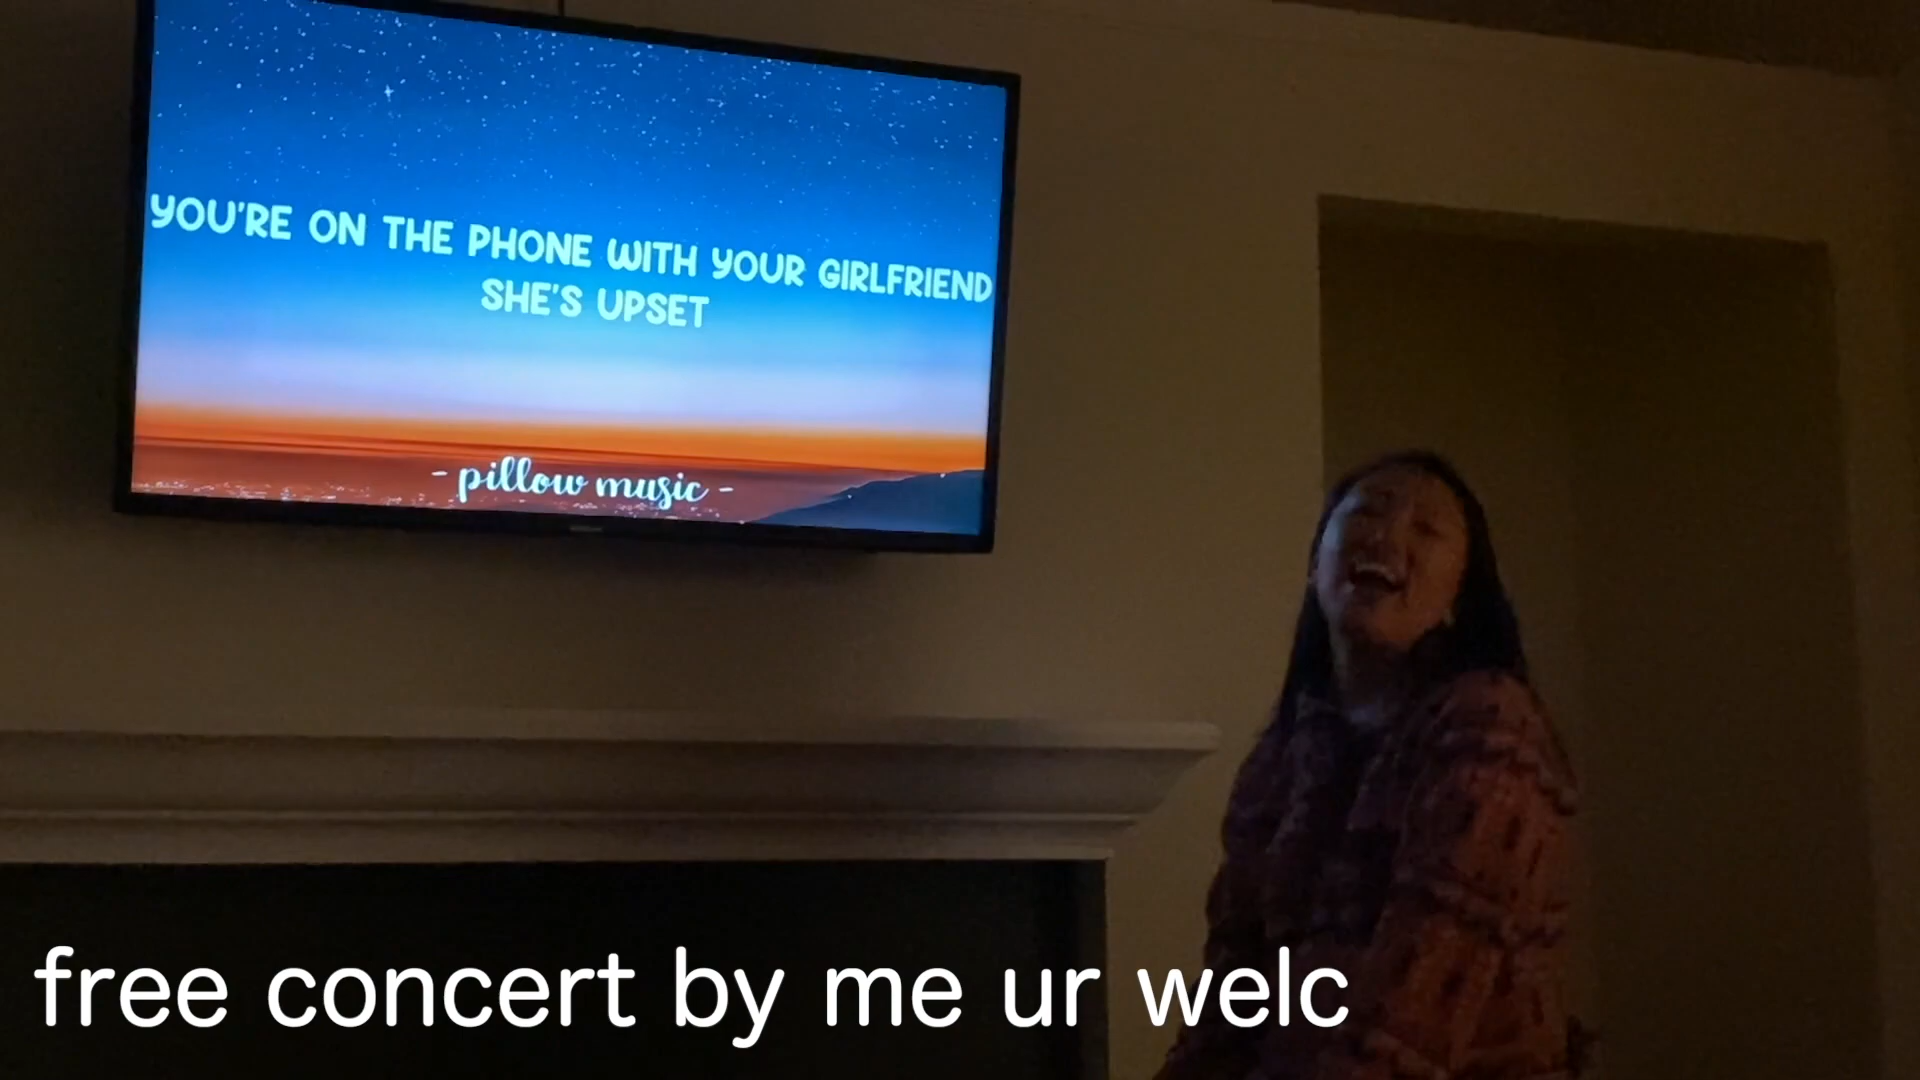 YOU'RE ON THE PHONE WITH YOUR GIRLFRIEND
SHE'S UPSET
- pillow music -
free concert by me ur welc